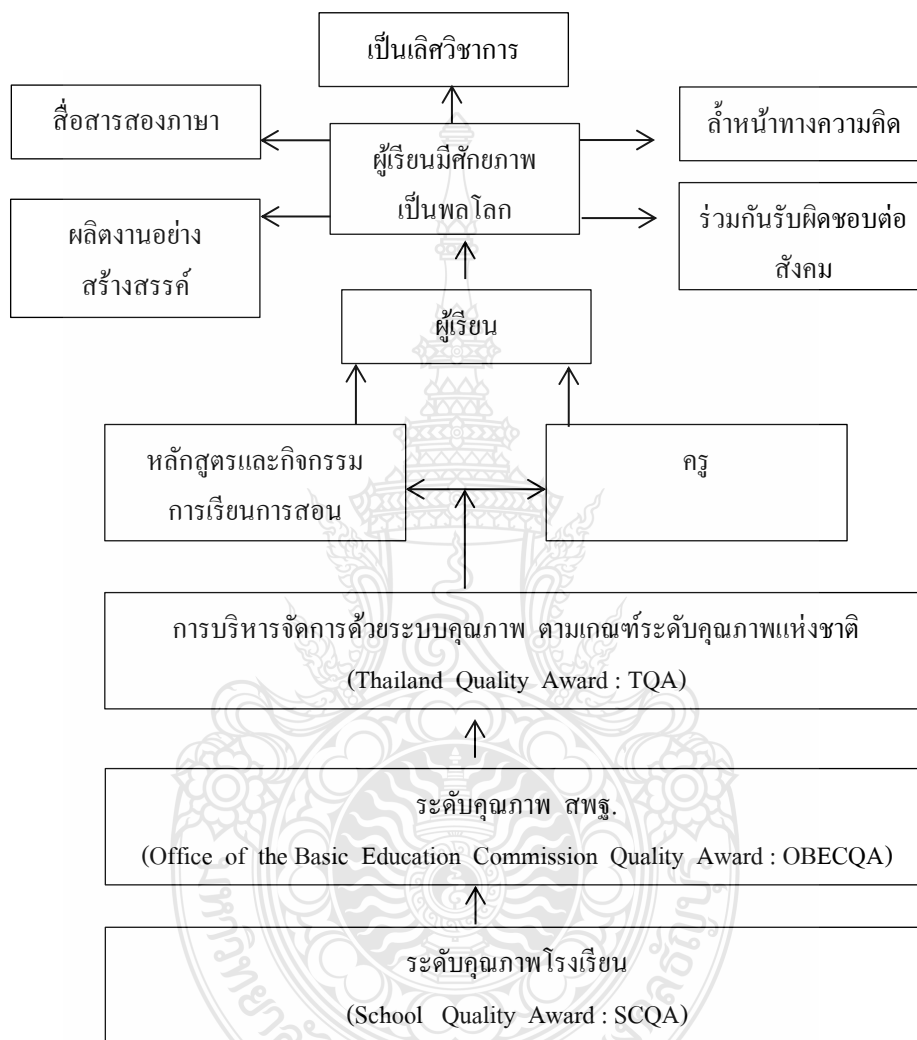 เป็นเลิศวิชาการ
สื่อสารสองภาษา
ล้ำหน้าทางความคิด
ผู้เรียนมีศักยภาพ
เป็นพลโลก
ผลิตงานอย่าง
สร้างสรรค์
ร่วมกันรับผิดชอบต่อ
สังคม
ผู้เรียน
หลักสูตรและกิจกรรม
การเรียนการสอน
ครู
การบริหารจัดการด้วยระบบคุณภาพ ตามเกณฑ์ระดับคุณภาพแห่งชาติ
(Thailand Quality Award : TQA)
ระดับคุณภาพ สพฐ.
(Office of the Basic Education Commission Quality Award : OBECQA)
ระดับคุณภาพโรงเรียน
(School Quality Award : SCQA)